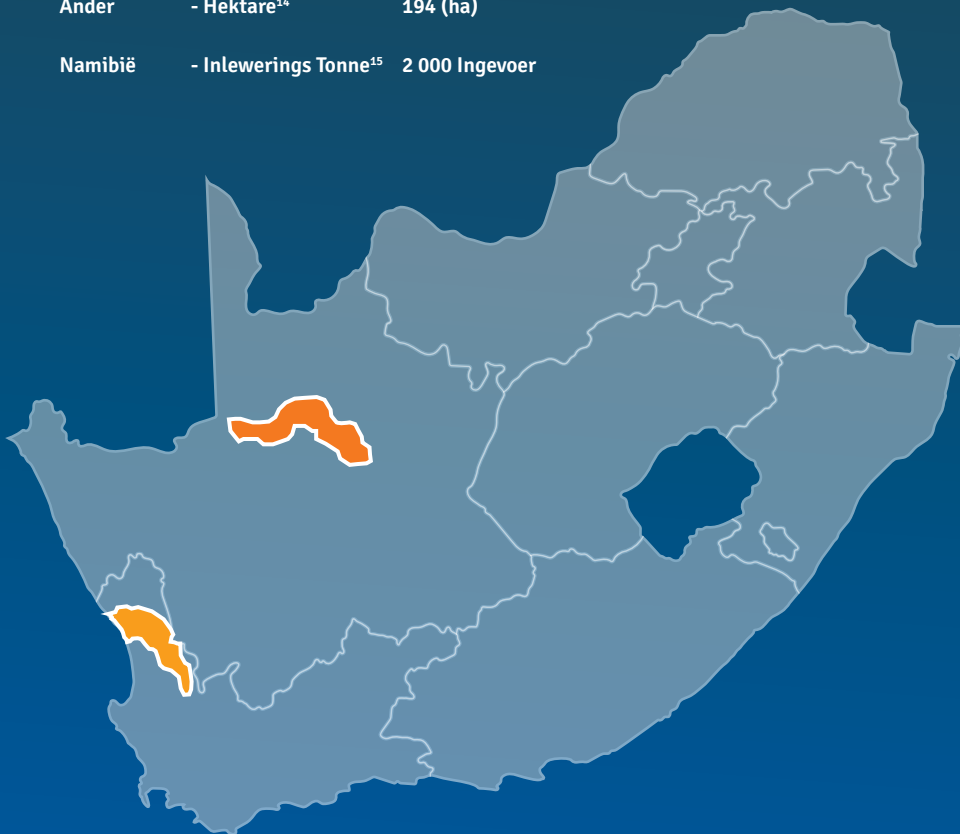 Ander - Hektare¹⁴ 194 (ha)
Namibië - Inlewerings Tonne¹⁵ 2 000 Ingevoer